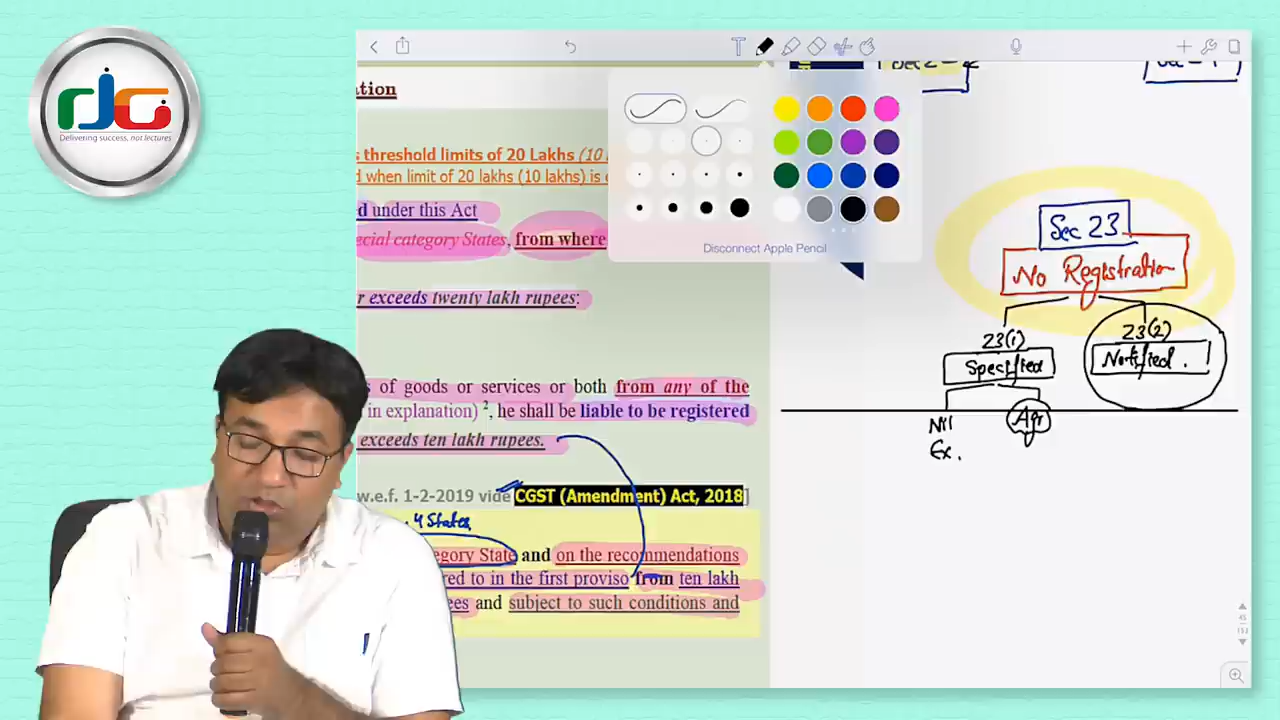 RJG
Delivering success, not lectures
ation
s threshold limits of 20 Lakhs (10 l
d when limit of 20 lakhs (10 lakhs) is e
d under this Act
ecial category States, from where
r exceeds twenty lakh rupees:
s of goods or services or both from any of the
in explanation) 2, he shall be liable to be registered
exceeds ten lakh rupees.
w.e.f. 1-2-2019 vide CGST (Amendment) Act, 2018]
4 States
egory State and on the recommendations
red to in the first proviso from ten lakh
ees and subject to such conditions and
Disconnect Apple Pencil
Sec 23
No Registration
23(1)
Specified
23(2)
Notified.
Nil
Ex.
Agr